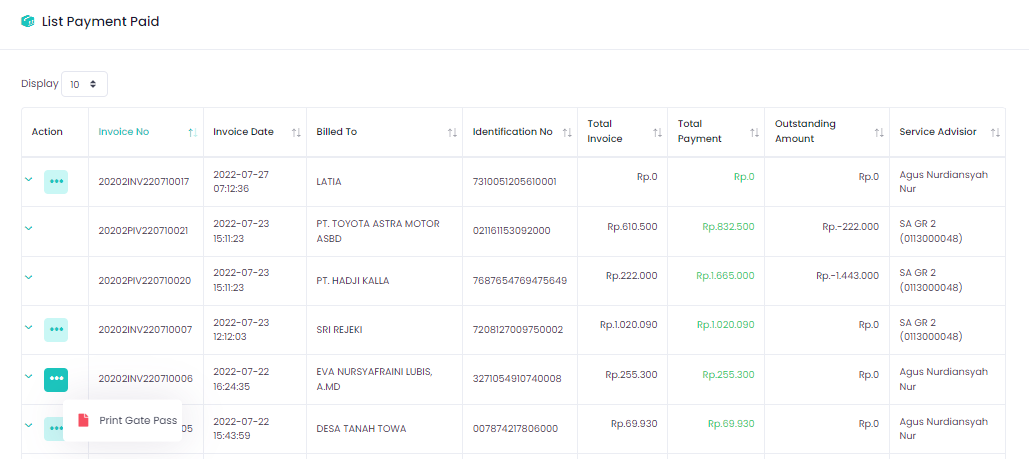 List Payment Paid
Display 10
Action Invoice No Invoice Date Billed To Identification No Total Invoice Total Payment Outstanding Amount Service Advisior
20202INV220710017 2022-07-27 07:12:36 LATIA 7310051205610001 Rp.0 Rp.0 Rp.0 Agus Nurdiansyah Nur
20202PIV220710021 2022-07-23 15:11:23 PT. TOYOTA ASTRA MOTOR ASBD 021161153092000 Rp.610.500 Rp.832.500 Rp.-222.000 SA GR 2 (0113000048)
20202PIV220710020 2022-07-23 15:11:23 PT. HADJI KALLA 7687654769475649 Rp.222.000 Rp.1.665.000 Rp.-1.443.000 SA GR 2 (0113000048)
20202INV220710007 2022-07-23 12:12:03 SRI REJEKI 7208127009750002 Rp.1.020.090 Rp.1.020.090 Rp.0 SA GR 2 (0113000048)
20202INV220710006 2022-07-22 16:24:35 EVA NURSYAFRAINI LUBIS, A.MD 3271054910740008 Rp.255.300 Rp.255.300 Rp.0 Agus Nurdiansyah Nur
Print Gate Pass
05 2022-07-22 15:43:59 DESA TANAH TOWA 007874217806000 Rp.69.930 Rp.69.930 Rp.0 Agus Nurdiansyah Nur